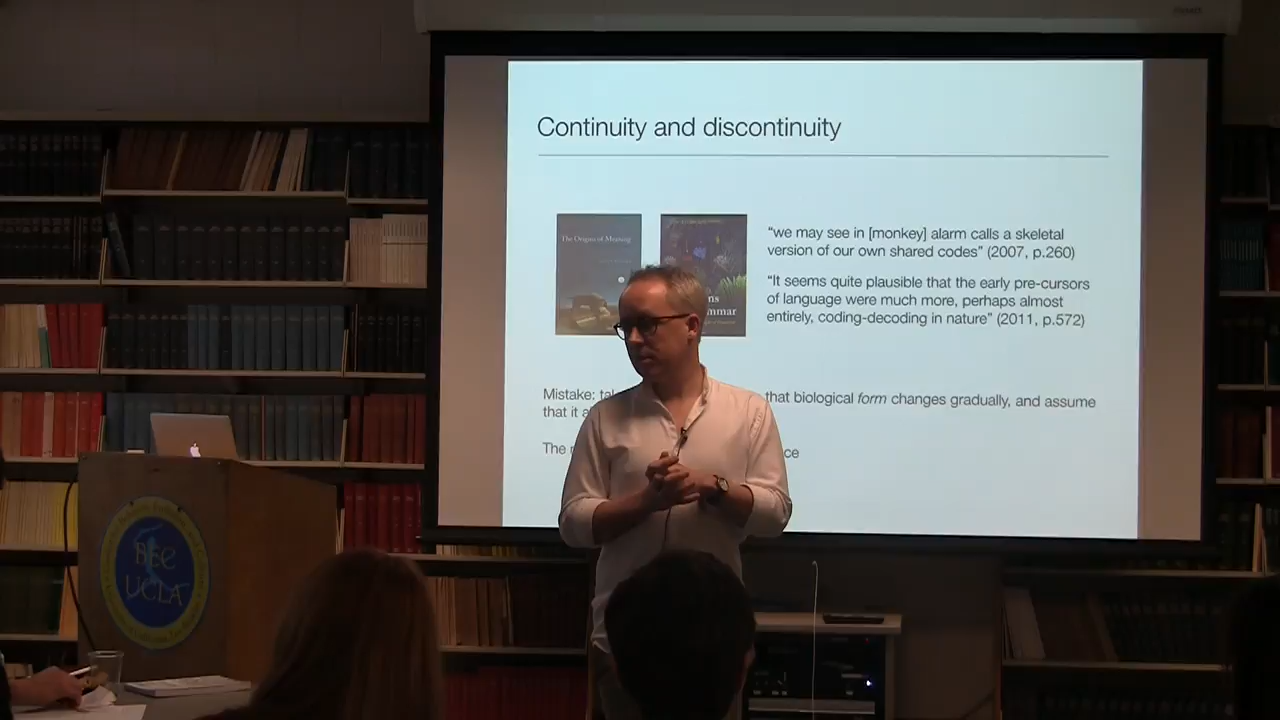 Continuity and discontinuity
The Origins of Meaning
"we may see in [monkey] alarm calls a skeletal
version of our own shared codes" (2007, p.260)
"It seems quite plausible that the early pre-cursors
of language were much more, perhaps almost
entirely, coding-decoding in nature" (2011, p.572)
Mistake: that biological form changes gradually, and assume
that it
The
BEC
UCLA